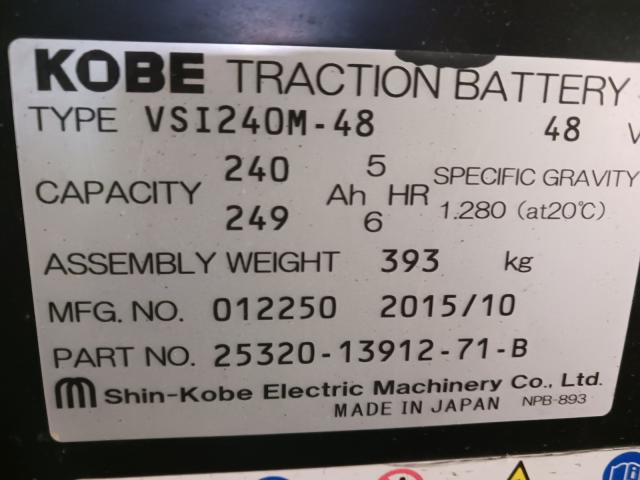 KOBE TRACTION BATTERY
TYPE VSI240M-48 48 V
CAPACITY 240 Ah 5 HR SPECIFIC GRAVITY
249 6 1.280 (at20℃)
ASSEMBLY WEIGHT 393 kg
MFG. NO. 012250 2015/10
PART NO. 25320-13912-71-B
Shin-Kobe Electric Machinery Co., Ltd.
MADE IN JAPAN NPB-893